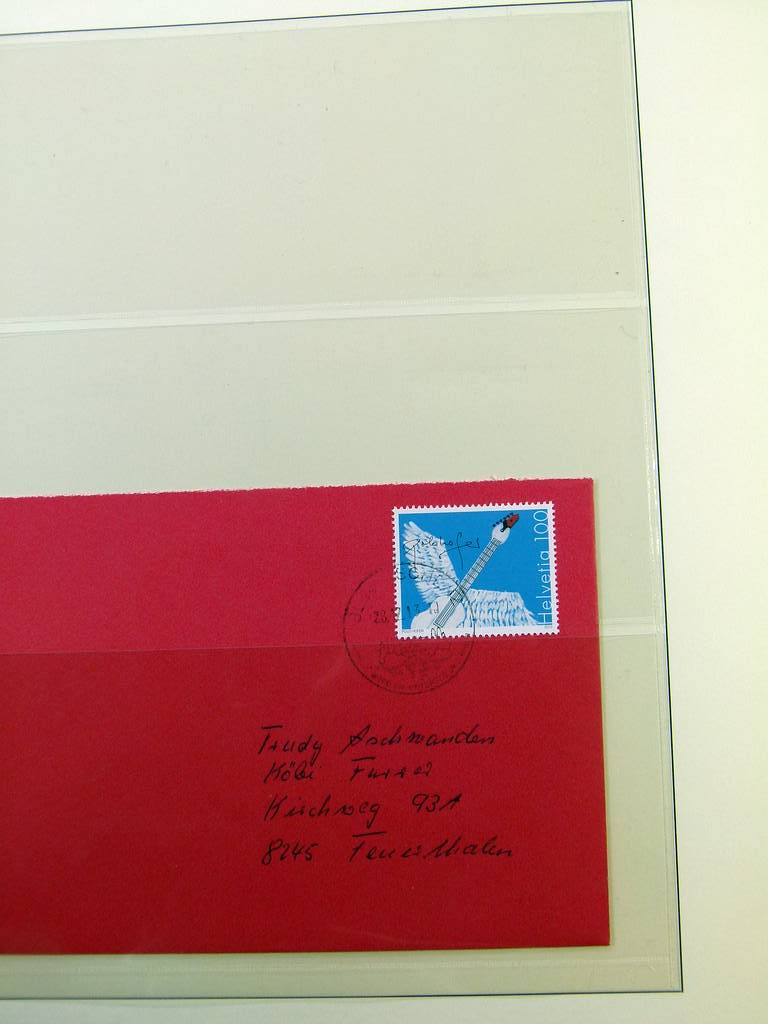 Helvetia 100
Trudy Aschwanden
Köbi Furrer
Kirchweg 93A
8245 Feuerthalen